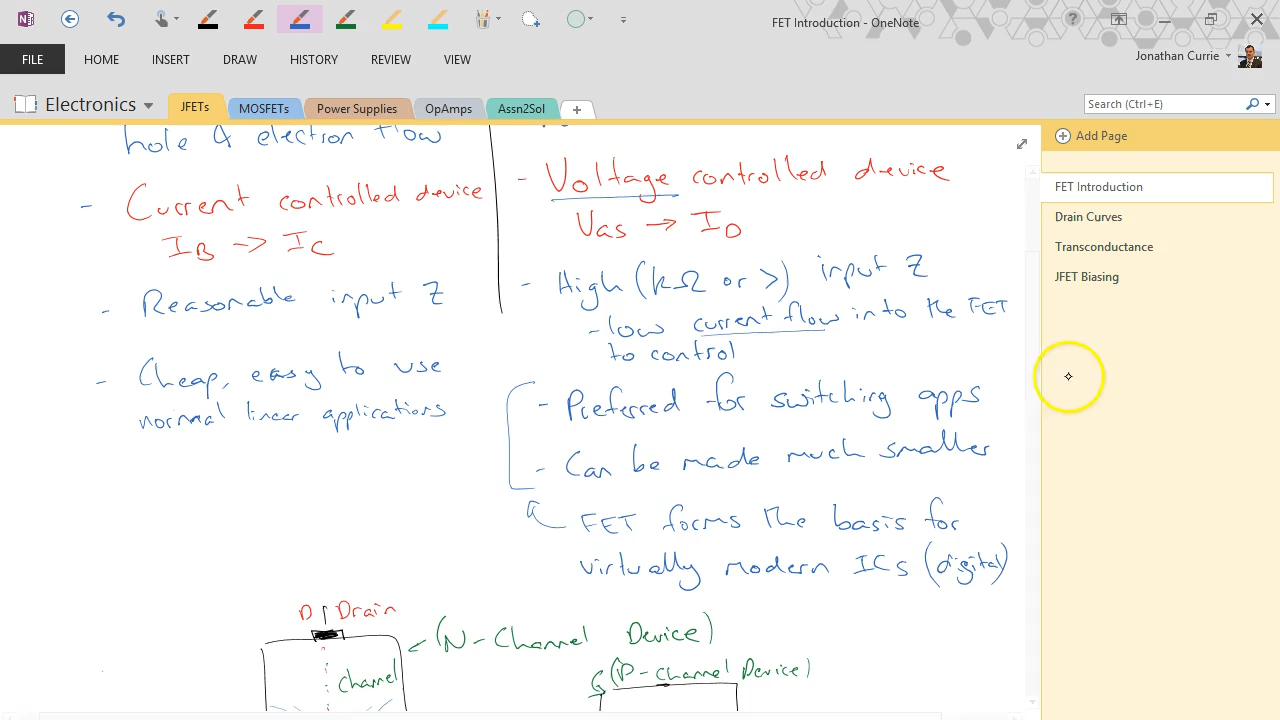 FET Introduction - OneNote
FILE
HOME
INSERT
DRAW
HISTORY
REVIEW
VIEW
Jonathan Currie
Electronics
JFETs
MOSFETs
Power Supplies
OpAmps
Assn2Sol
Search (Ctrl+E)
Add Page
FET Introduction
Drain Curves
Transconductance
JFET Biasing
hole & electron flow
- Current controlled device
IB -> IC
- Reasonable input Z
- Cheap, easy to use
normal linear applications
- Voltage controlled device
VGS → ID
- High (kΩ or >) input Z
- low current flow into the FET
to control
- Preferred for switching apps
- Can be made much smaller
FET forms the basis for
virtually modern ICs (digital)
D Drain
(N-Channel Device)
channel
G (P-channel Device)